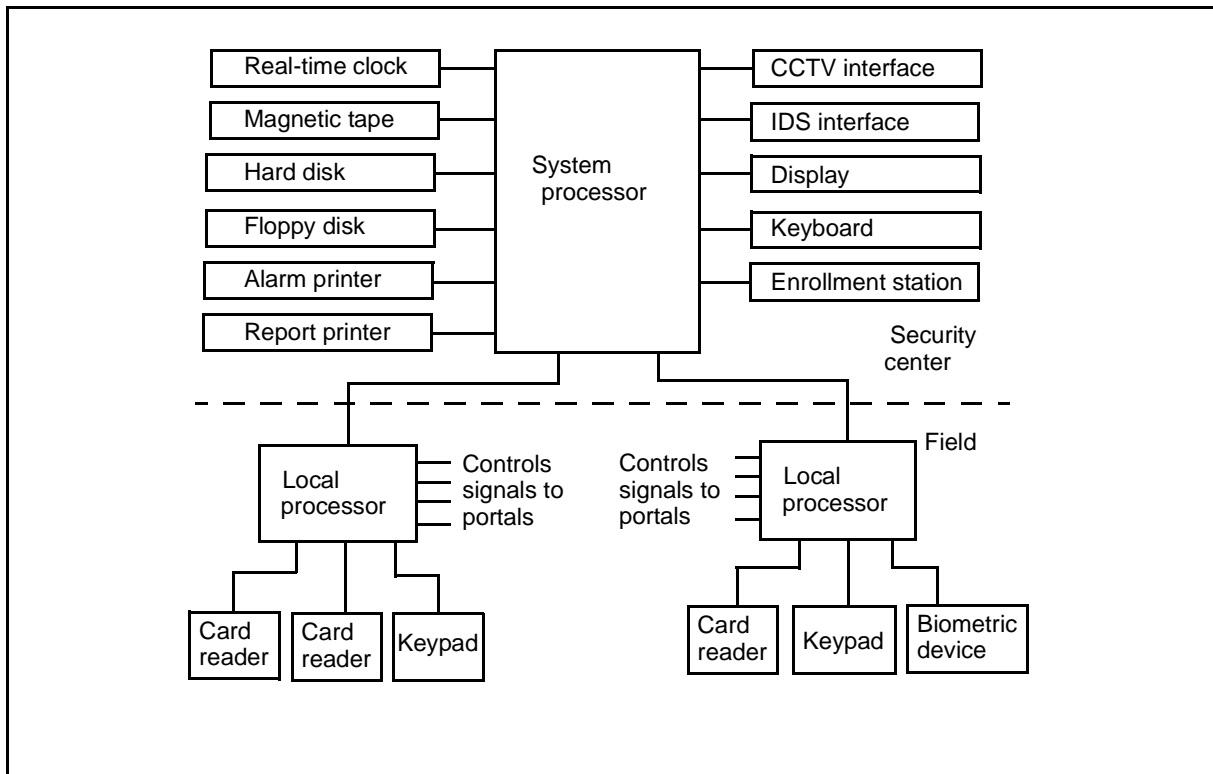 Real-time clock
Magnetic tape
Hard disk
Floppy disk
Alarm printer
Report printer
System
processor
CCTV interface
IDS interface
Display
Keyboard
Enrollment station
Security
center
Field
Local
processor
Controls
signals to
portals
Controls
signals to
portals
Local
processor
Card
reader
Card
reader
Keypad
Card
reader
Keypad
Biometric
device